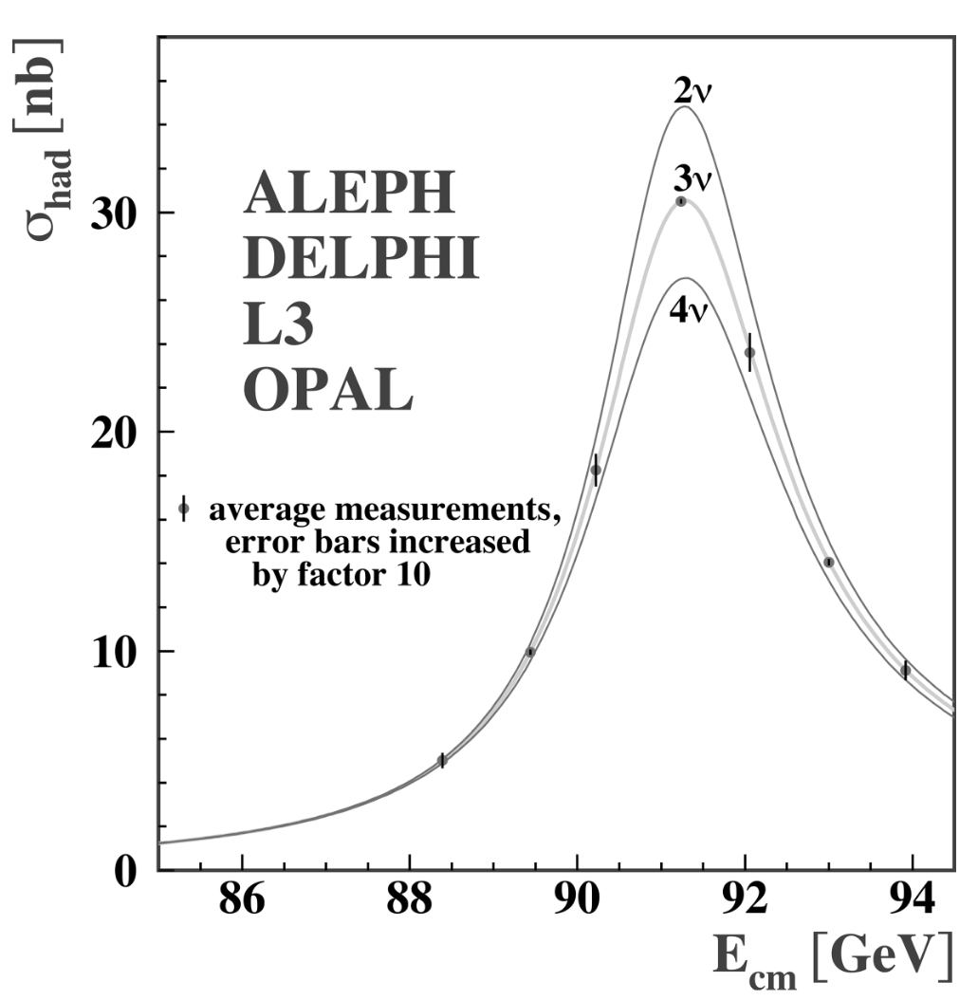 σhad [nb]
2ν
3ν
4ν
ALEPH
DELPHI
L3
OPAL
average measurements,
error bars increased
by factor 10
30
20
10
0
86 88 90 92 94
Ecm [GeV]